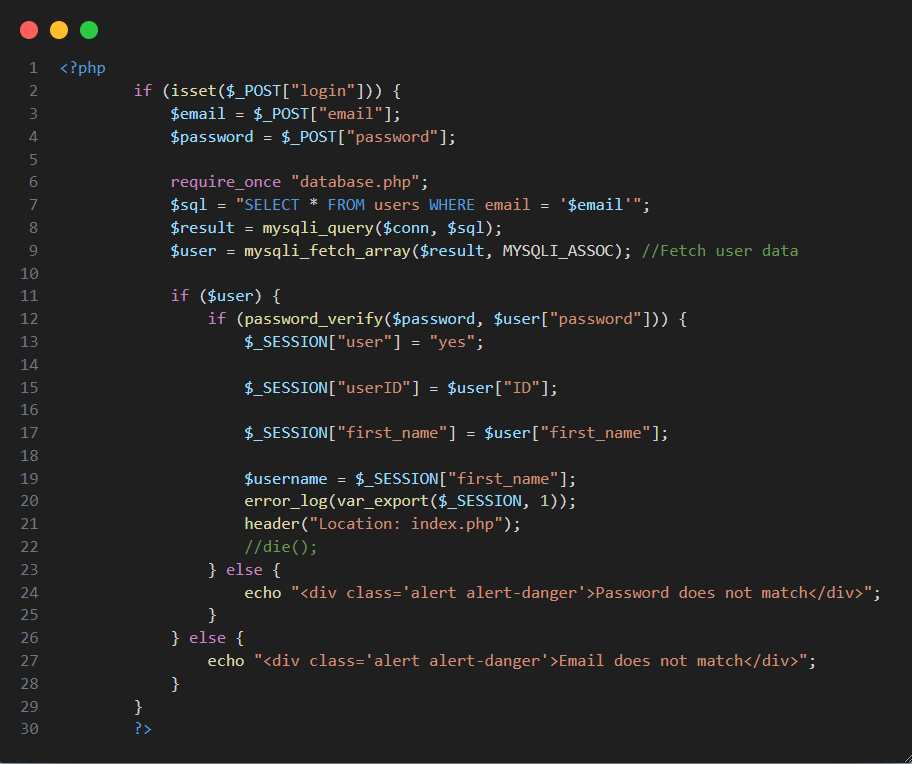 1 <?php
2 if (isset($_POST["login"])) {
3 $email = $_POST["email"];
4 $password = $_POST["password"];
5
6 require_once "database.php";
7 $sql = "SELECT * FROM users WHERE email = '$email'";
8 $result = mysqli_query($conn, $sql);
9 $user = mysqli_fetch_array($result, MYSQLI_ASSOC); //Fetch user data
10
11 if ($user) {
12 if (password_verify($password, $user["password"])) {
13 $_SESSION["user"] = "yes";
14
15 $_SESSION["userID"] = $user["ID"];
16
17 $_SESSION["first_name"] = $user["first_name"];
18
19 $username = $_SESSION["first_name"];
20 error_log(var_export($_SESSION, 1));
21 header("Location: index.php");
22 //die();
23 } else {
24 echo "<div class='alert alert-danger'>Password does not match</div>";
25 }
26 } else {
27 echo "<div class='alert alert-danger'>Email does not match</div>";
28 }
29 }
30 ?>